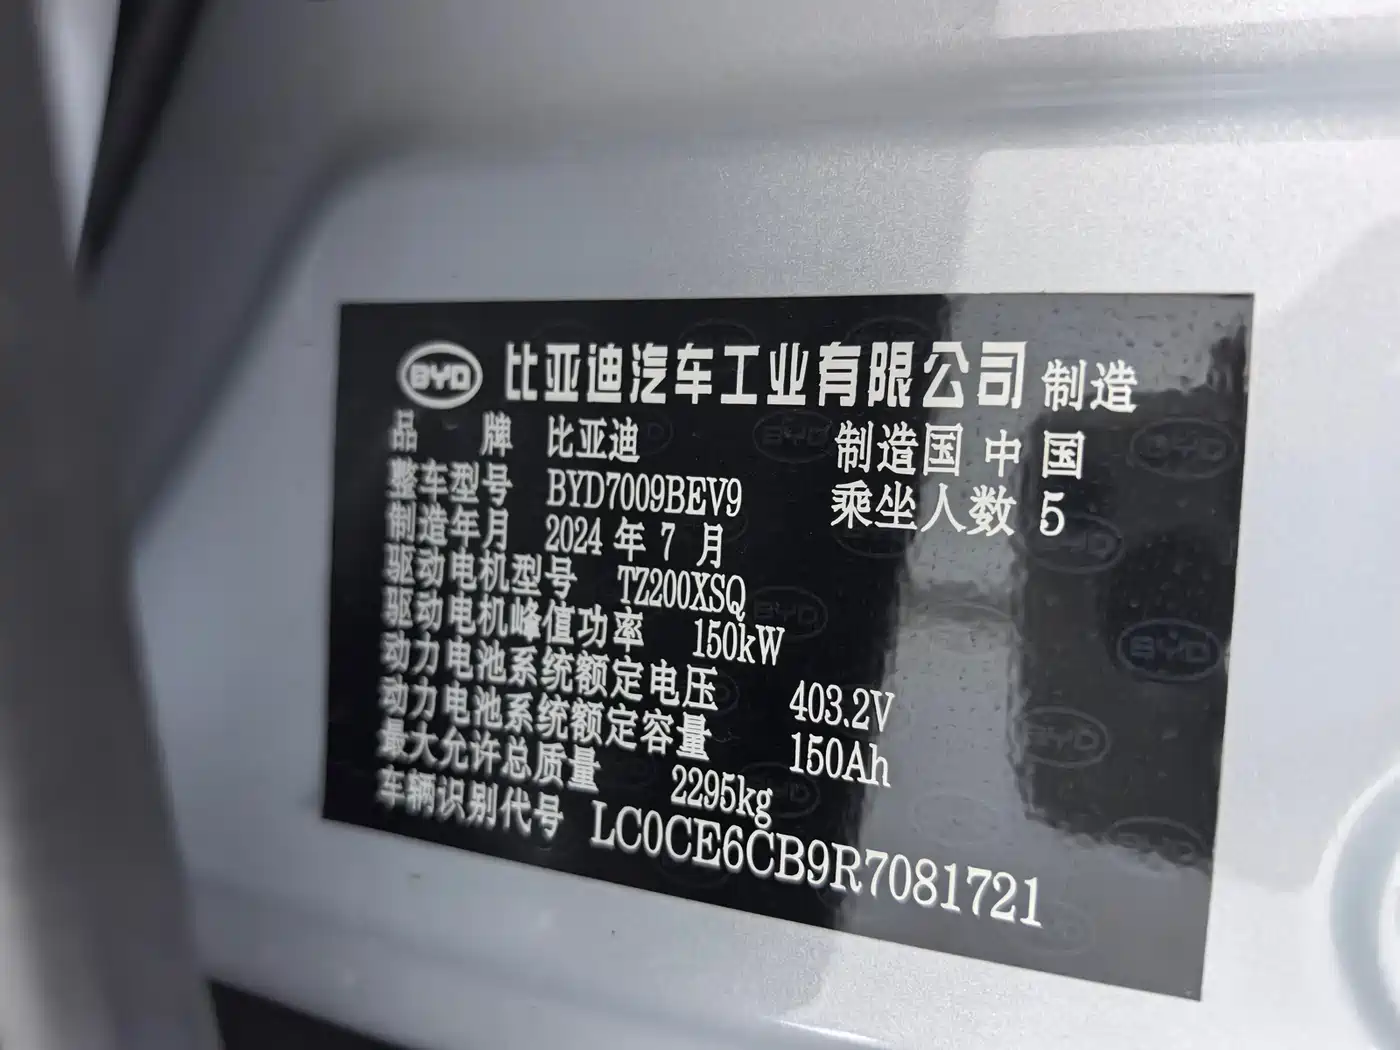 BYD 比亚迪汽车工业有限公司 制造
品 牌 比亚迪 制造国 中国
整车型号 BYD7009BEV9 乘坐人数 5
制造年月 2024 年 7 月
驱动电机型号 TZ200XSQ
驱动电机峰值功率 150kW
动力电池系统额定电压 403.2V
动力电池系统额定容量 150Ah
最大允许总质量 2295kg
车辆识别代号 LC0CE6CB9R7081721